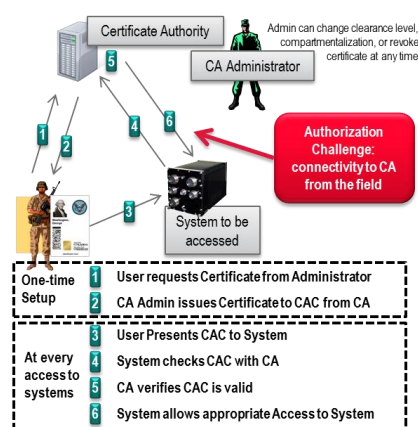 Certificate Authority
Admin can change clearance level,
compartmentalization, or revoke
certificate at any time
5
CA Administrator
1
2
4
6
Authorization
Challenge:
connectivity to CA
from the field
3
System to be
accessed
One-time
Setup
1 User requests Certificate from Administrator
2 CA Admin issues Certificate to CAC from CA
At every
access to
systems
3 User Presents CAC to System
4 System checks CAC with CA
5 CA verifies CAC is valid
6 System allows appropriate Access to System